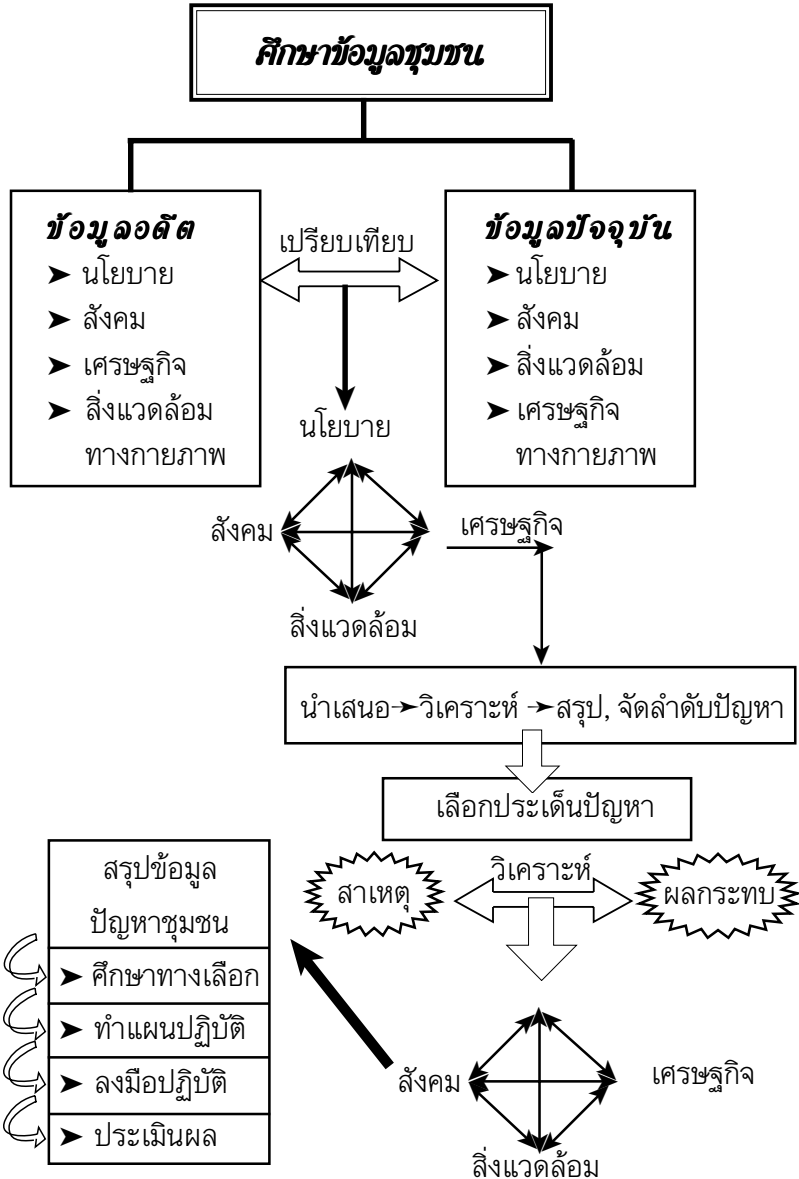 ศึกษาข้อมูลชุมชน
ข้อมูลอดีต
➤ นโยบาย
➤ สังคม
➤ เศรษฐกิจ
➤ สิ่งแวดล้อม
ทางกายภาพ
เปรียบเทียบ
ข้อมูลปัจจุบัน
➤ นโยบาย
➤ สังคม
➤ สิ่งแวดล้อม
➤ เศรษฐกิจ
ทางกายภาพ
นโยบาย
สังคม
เศรษฐกิจ
สิ่งแวดล้อม
นำเสนอ➛วิเคราะห์ ➛สรุป, จัดลำดับปัญหา
เลือกประเด็นปัญหา
สาเหตุ
วิเคราะห์
ผลกระทบ
สังคม
เศรษฐกิจ
สิ่งแวดล้อม
สรุปข้อมูล
ปัญหาชุมชน
➤ ศึกษาทางเลือก
➤ ทำแผนปฏิบัติ
➤ ลงมือปฏิบัติ
➤ ประเมินผล